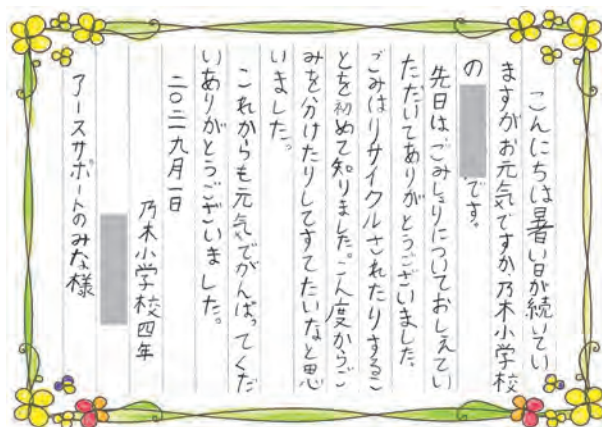 こんにちは暑い日が続いてい
ますがお元気ですか。乃木小学校
の
です。
先日は、ごみしょりについておしえてい
ただいてありがとうございました。
ごみはリサイクルされたりするこ
とを初めて知りました。こん度からご
みを分けたりしてすてたいなと思
いました。
これからも元気でがんばってくだ
いありがとうございました。
二〇二一九月一日
乃木小学校四年
アースサポートのみな様